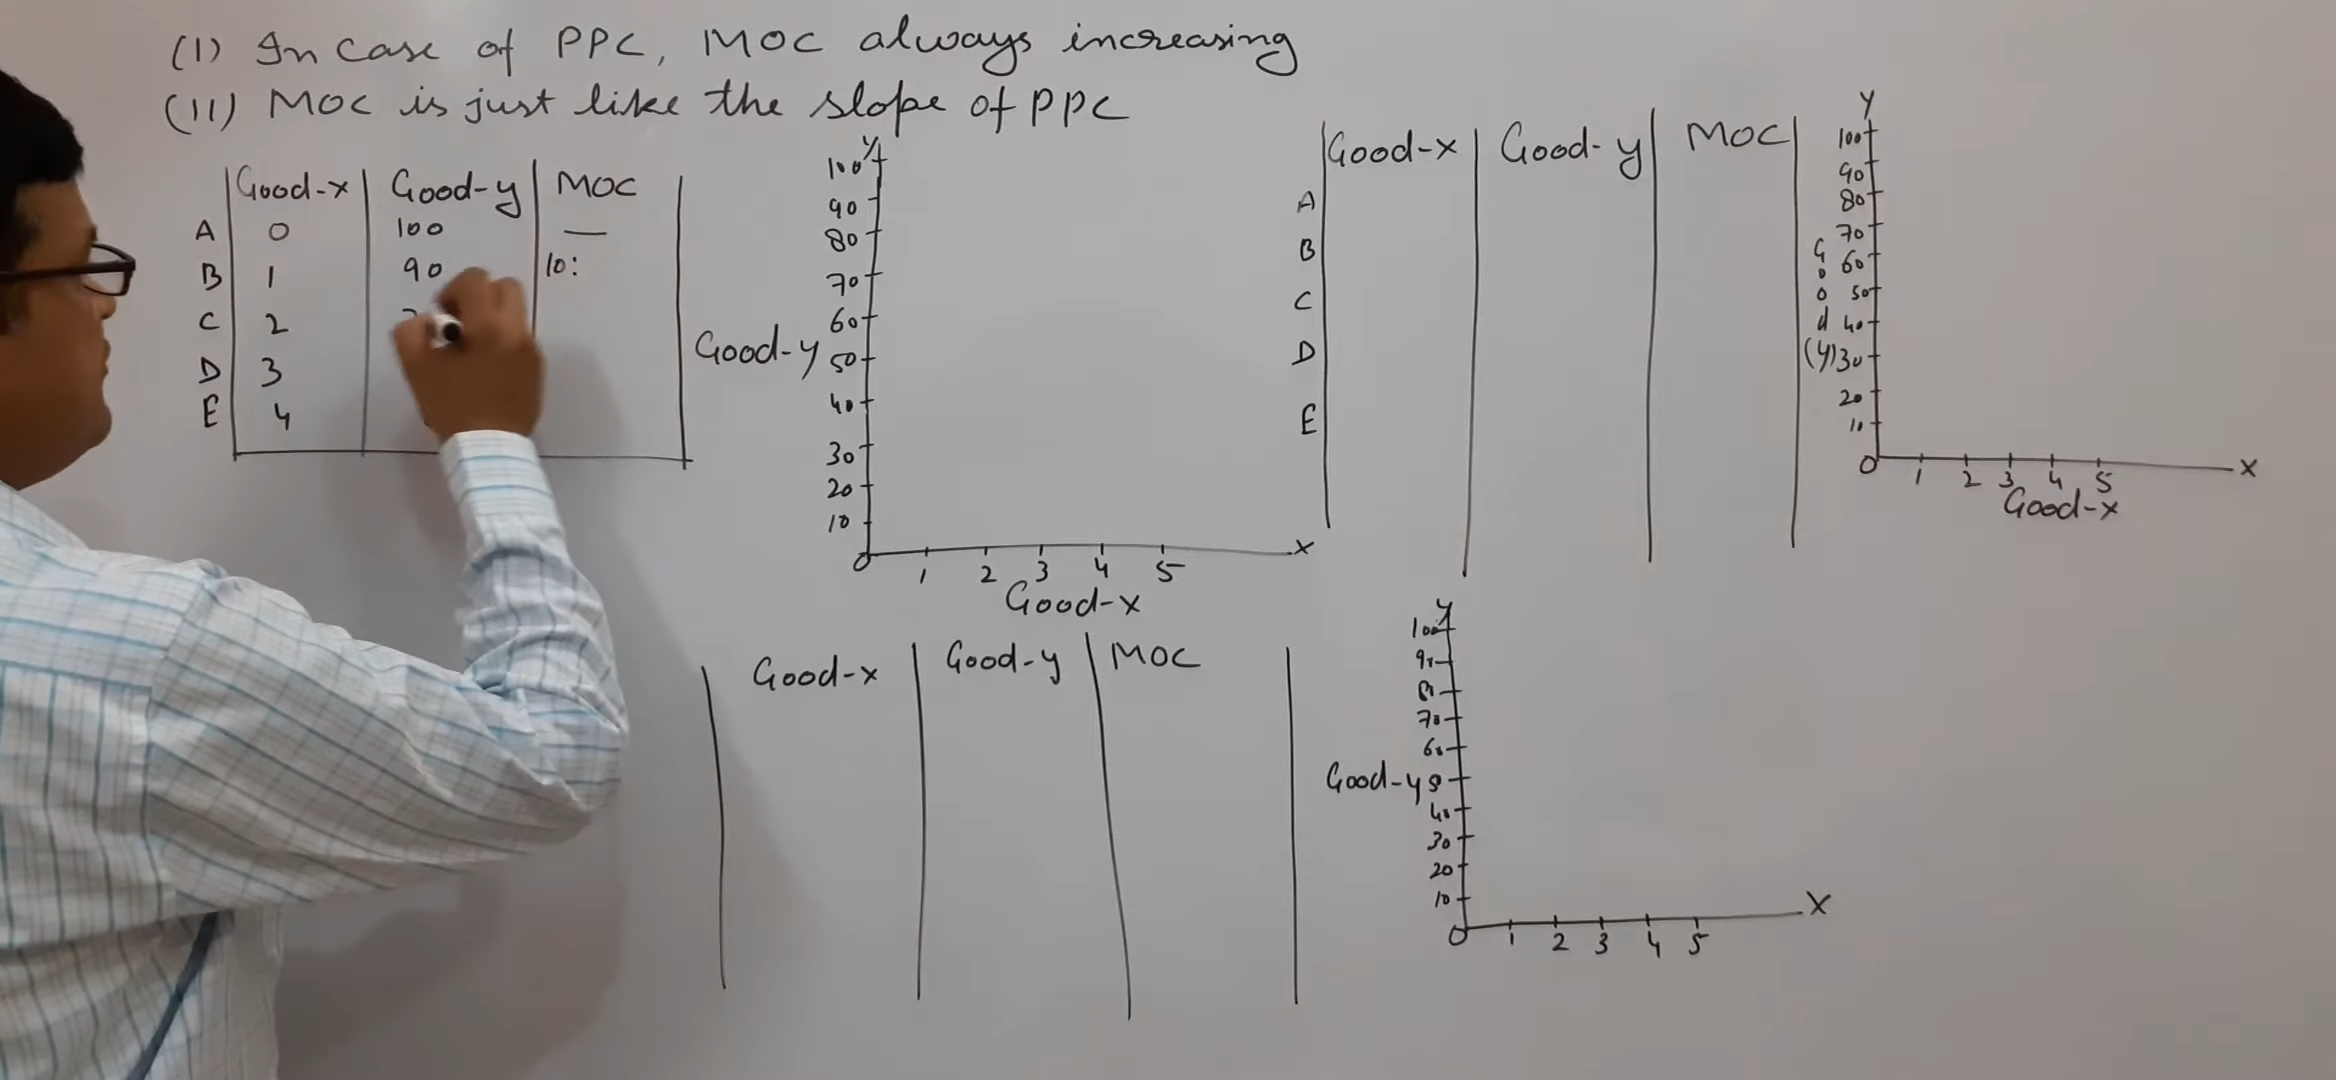 (I) In case of PPC, MOC always increasing
(II) MOC is just like the slope of PPC
Good-x Good-y MOC
A 0 100 —
B 1 90 10:
C 2
D 3
E 4
Y
100
90
80
70
60
Good-y 50
40
30
20
10
0 1 2 3 4 5 X
Good-x
Good-x Good-y MOC
A
B
C
D
E
Y
100
90
80
70
60
50
40
30
20
10
Good (y)
0 1 2 3 4 5 X
Good-x
Good-x Good-y MOC
Y
100
90
80
70
60
Good-y 50
40
30
20
10
0 1 2 3 4 5 X